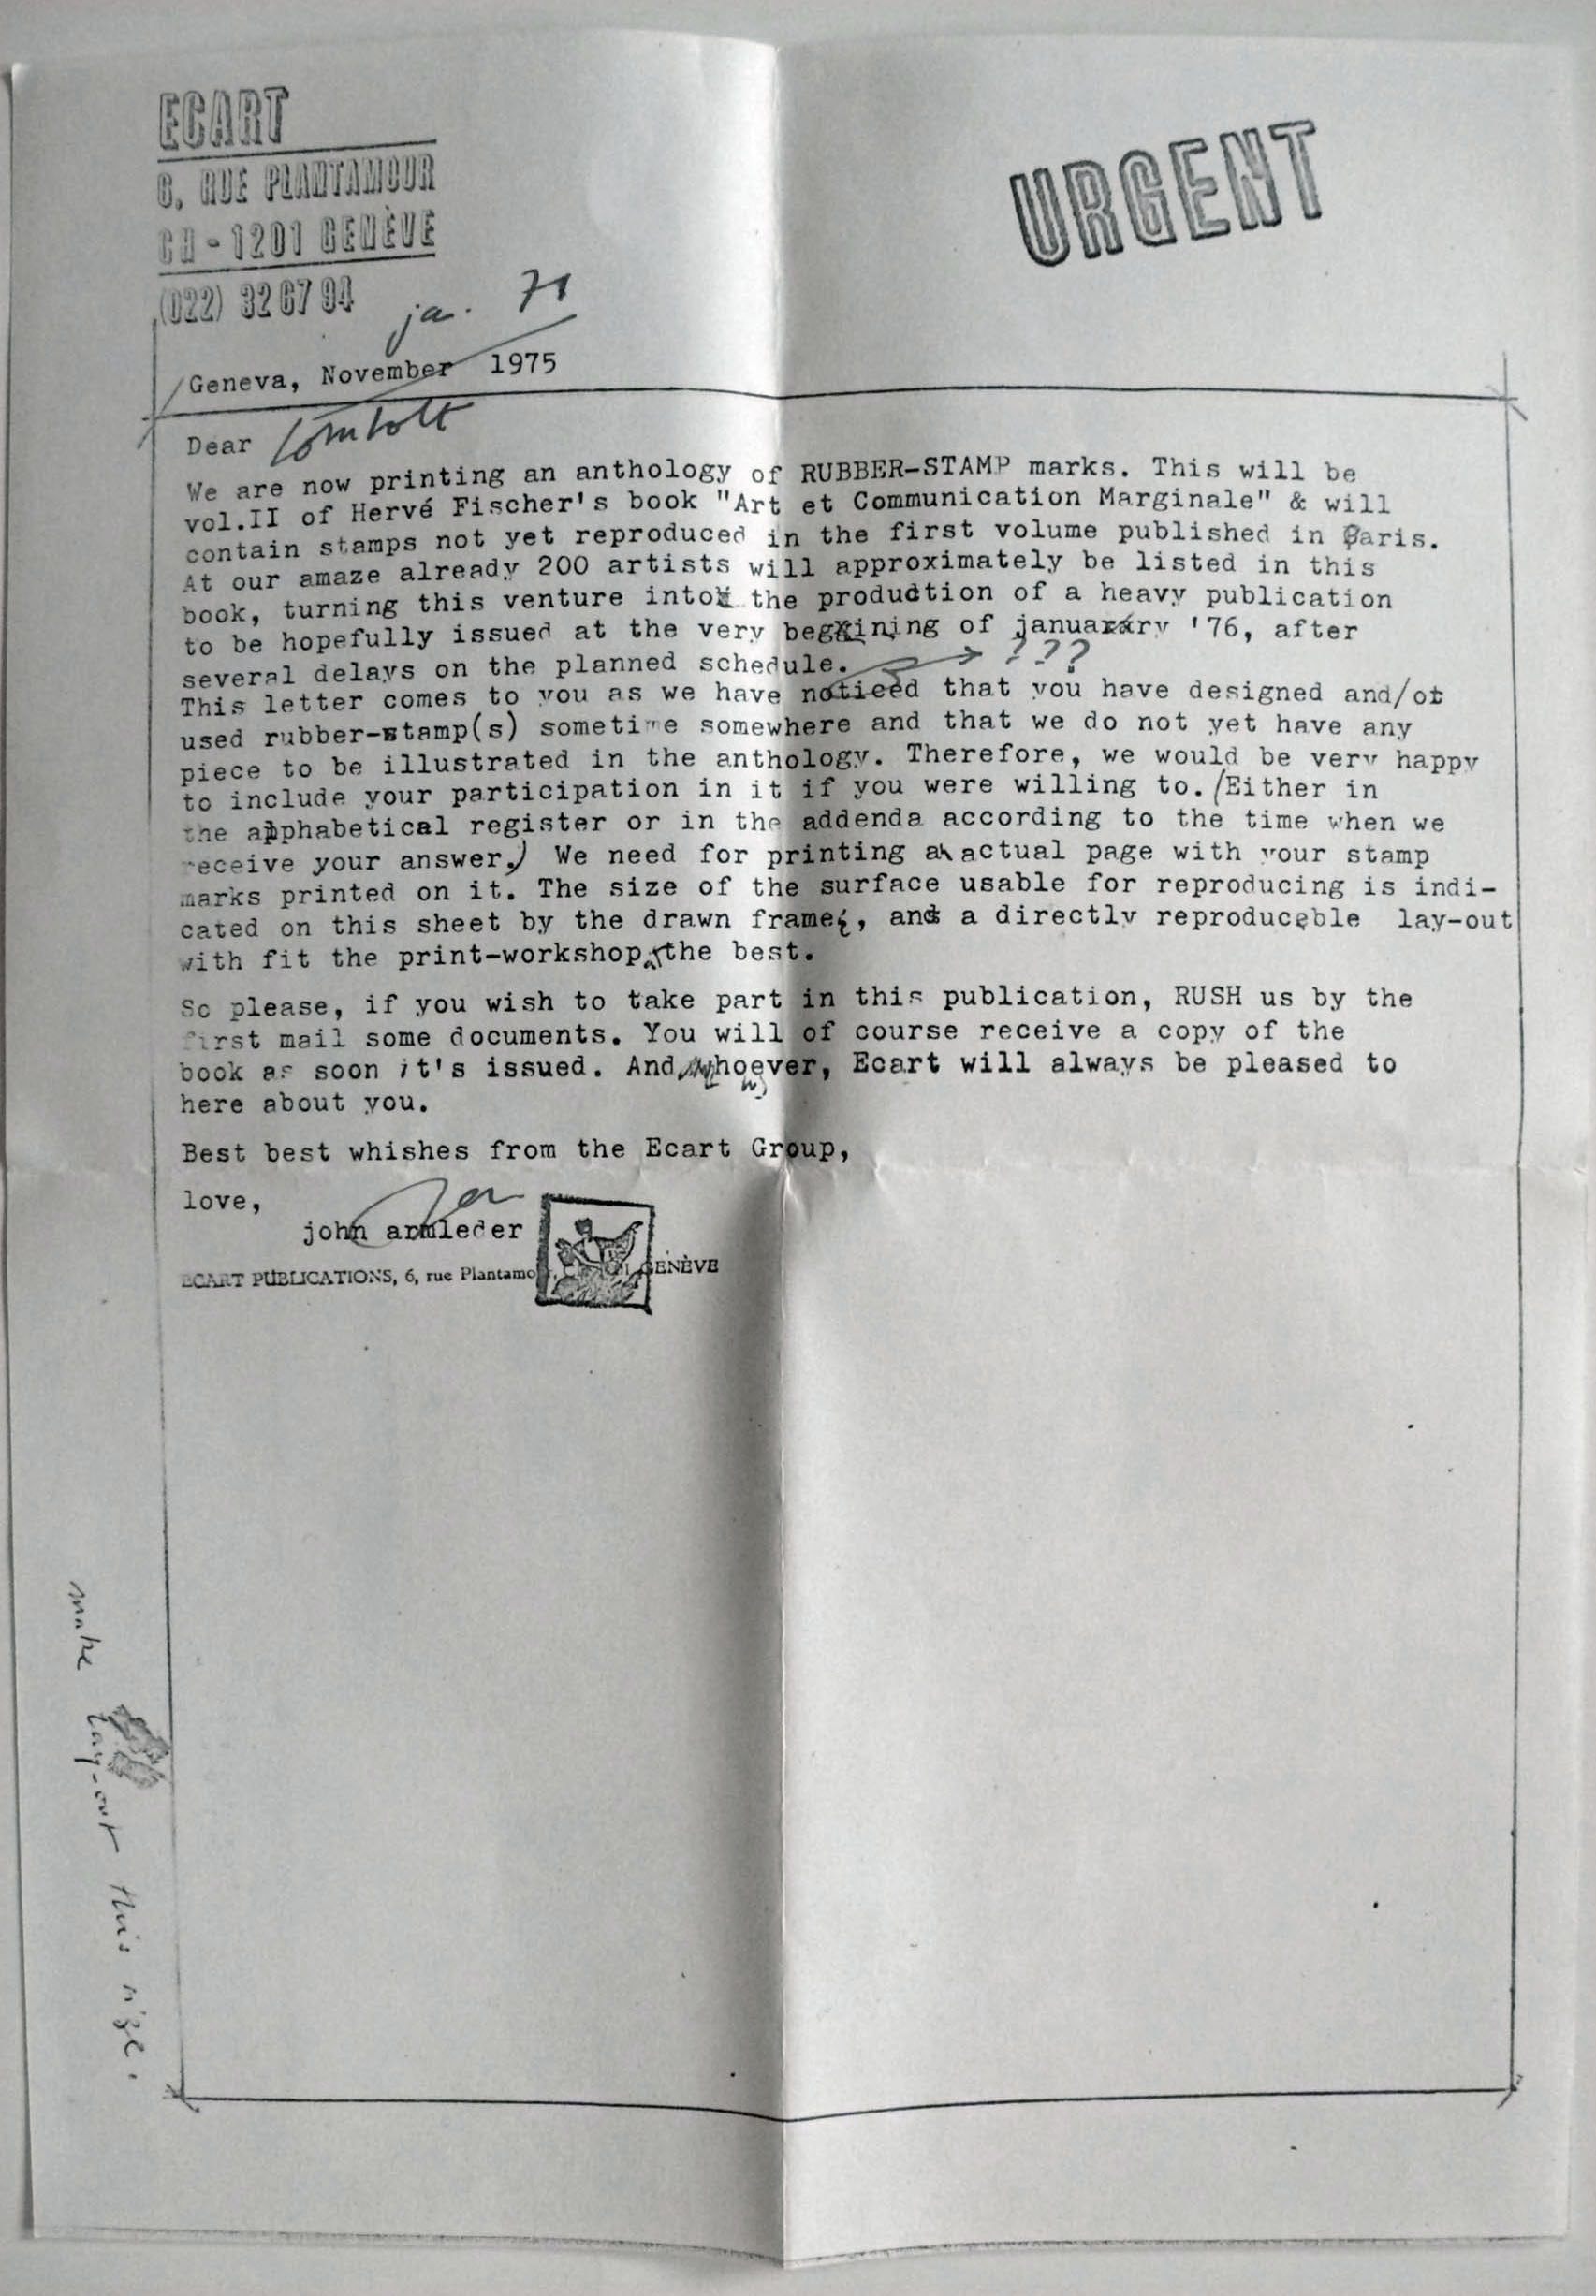 ECART
6, RUE PLANTAMOUR
CH - 1201 GENÈVE
(022) 32 67 94
URGENT
ja.
Geneva, November 1975
Dear
We are now printing an anthology of RUBBER-STAMP marks. This will be
vol.II of Hervé Fischer's book "Art et Communication Marginale" & will
contain stamps not yet reproduced in the first volume published in Paris.
At our amaze already 200 artists will approximately be listed in this
book, turning this venture into the produdtion of a heavy publication
to be hopefully issued at the very begining of january '76, after
several delays on the planned schedule. ???
This letter comes to you as we have noticed that you have designed and/ot
used rubber-stamp(s) sometime somewhere and that we do not yet have any
piece to be illustrated in the anthology. Therefore, we would be very happy
to include your participation in it if you were willing to. (Either in
the alphabetical register or in the addenda according to the time when we
receive your answer.) We need for printing an actual page with your stamp
marks printed on it. The size of the surface usable for reproducing is indi-
cated on this sheet by the drawn frame, and a directly reproduceble lay-out
with fit the print-workshop the best.
So please, if you wish to take part in this publication, RUSH us by the
first mail some documents. You will of course receive a copy of the
book as soon it's issued. And however, Ecart will always be pleased to
here about you.
Best best whishes from the Ecart Group,
love,
john armleder
ECART PUBLICATIONS, 6, rue Plantamo GENÈVE
make lay-out this size.